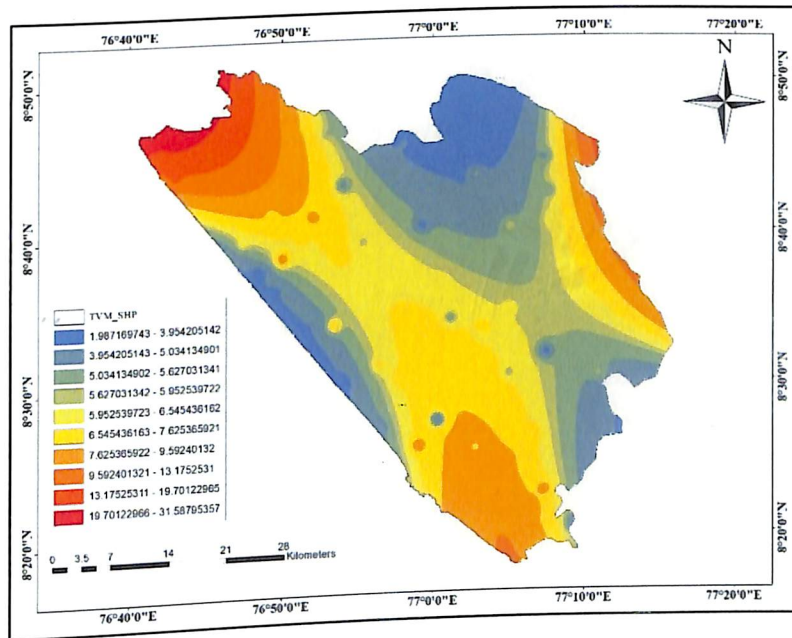 76°40'0"E 76°50'0"E 77°0'0"E 77°10'0"E 77°20'0"E
N
8°50'0"N 8°50'0"N
8°40'0"N 8°40'0"N
TVM_SHP
1.987169743 - 3.954205142
3.954205143 - 5.034134901
5.034134902 - 5.627031341
5.627031342 - 5.952539722
5.952539723 - 6.545436162
6.545436163 - 7.625365921
7.625365922 - 9.59240132
9.592401321 - 13.1752531
13.17525311 - 19.70122965
19.70122966 - 31.58795357
8°30'0"N 8°30'0"N
0 3.5 7 14 21 28
Kilometers
8°20'0"N 8°20'0"N
76°40'0"E 76°50'0"E 77°0'0"E 77°10'0"E 77°20'0"E